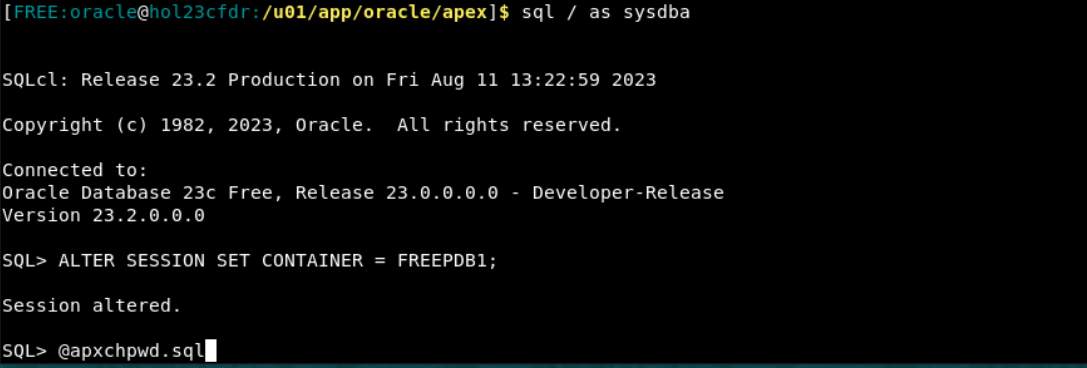 [FREE:oracle@hol23cfdr:/u01/app/oracle/apex]$ sql / as sysdba
SQLcl: Release 23.2 Production on Fri Aug 11 13:22:59 2023
Copyright (c) 1982, 2023, Oracle.  All rights reserved.
Connected to:
Oracle Database 23c Free, Release 23.0.0.0.0 - Developer-Release
Version 23.2.0.0.0
SQL> ALTER SESSION SET CONTAINER = FREEPDB1;
Session altered.
SQL> @apxchpwd.sql